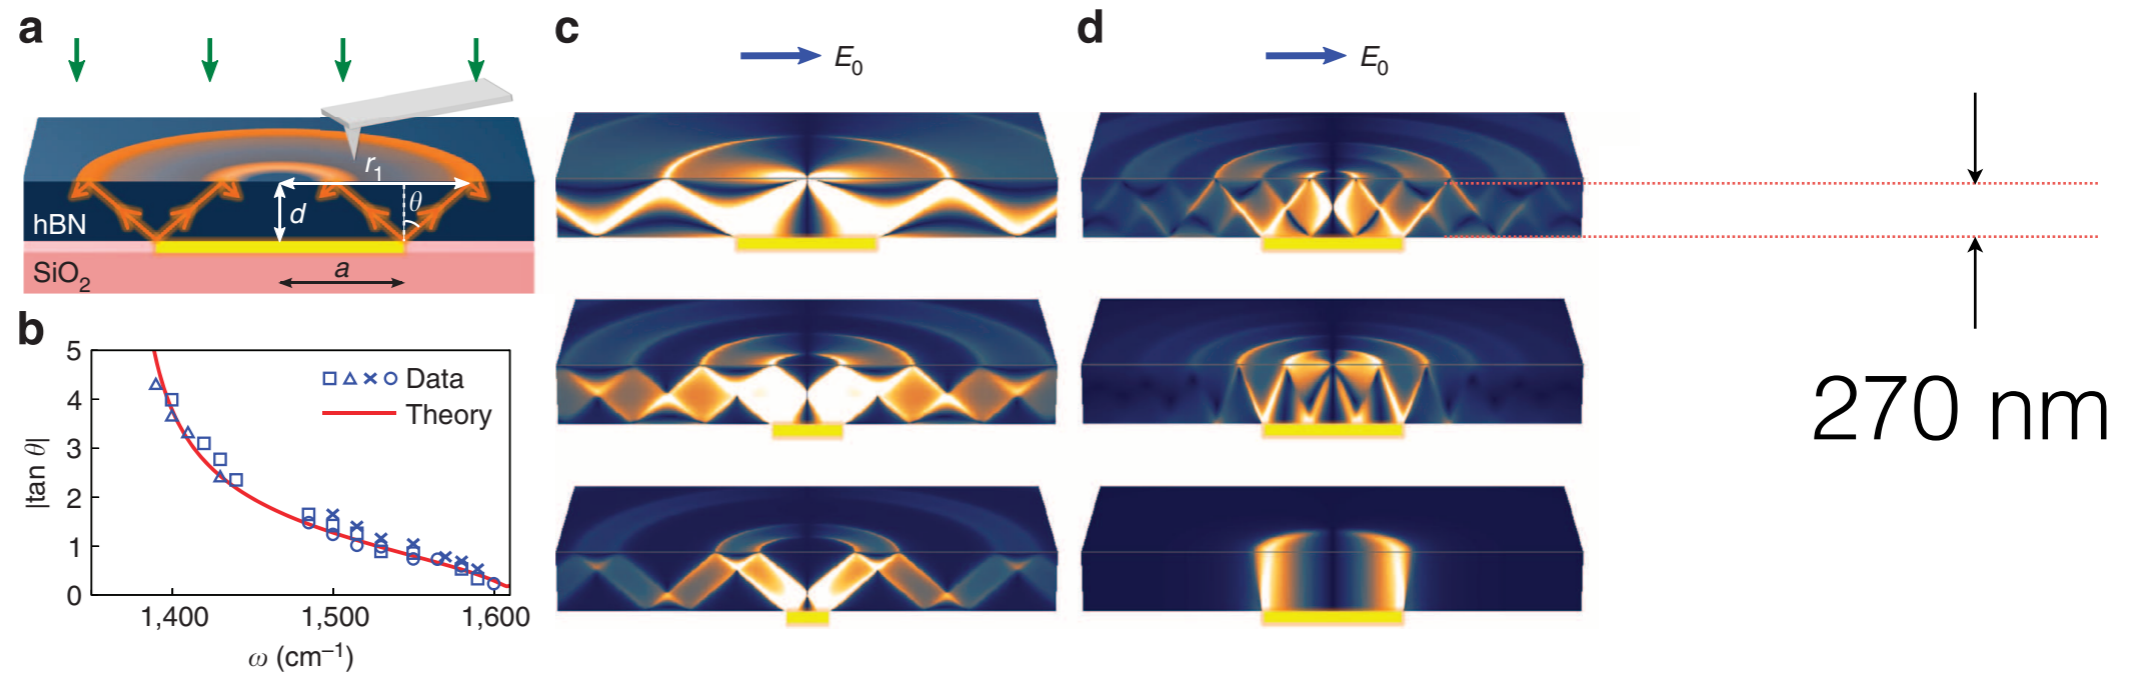 a
r1
θ
d
hBN
SiO2
a
b
5
4
3
2
1
0
|tan θ|
Data
Theory
1,400 1,500 1,600
ω (cm–1)
c
E0
d
E0
270 nm